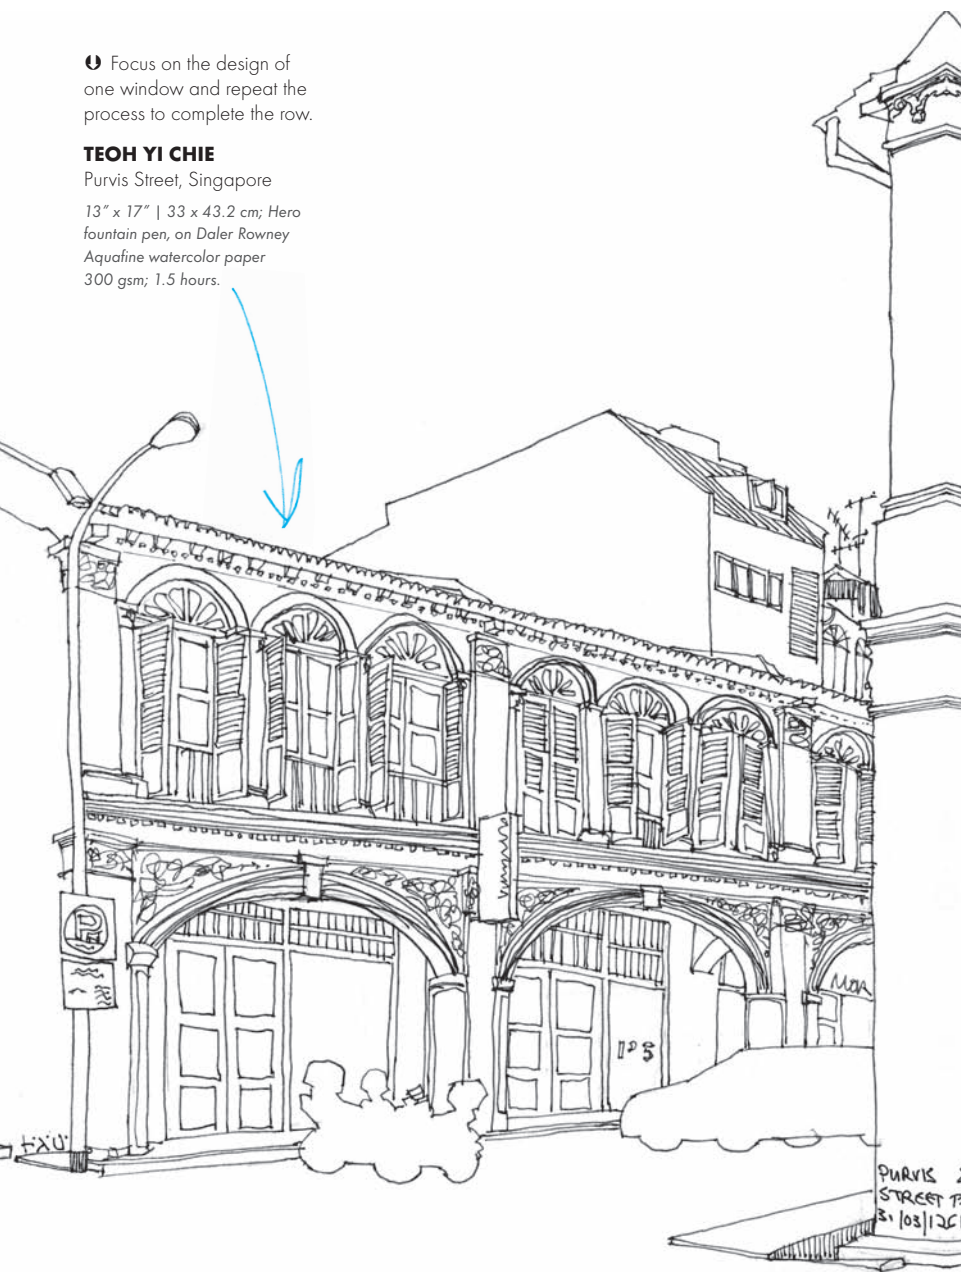 Focus on the design of
one window and repeat the
process to complete the row.
TEOH YI CHIE
Purvis Street, Singapore
13" x 17" | 33 x 43.2 cm; Hero
fountain pen, on Daler Rowney
Aquafine watercolor paper
300 gsm; 1.5 hours.
PURVIS
STREET